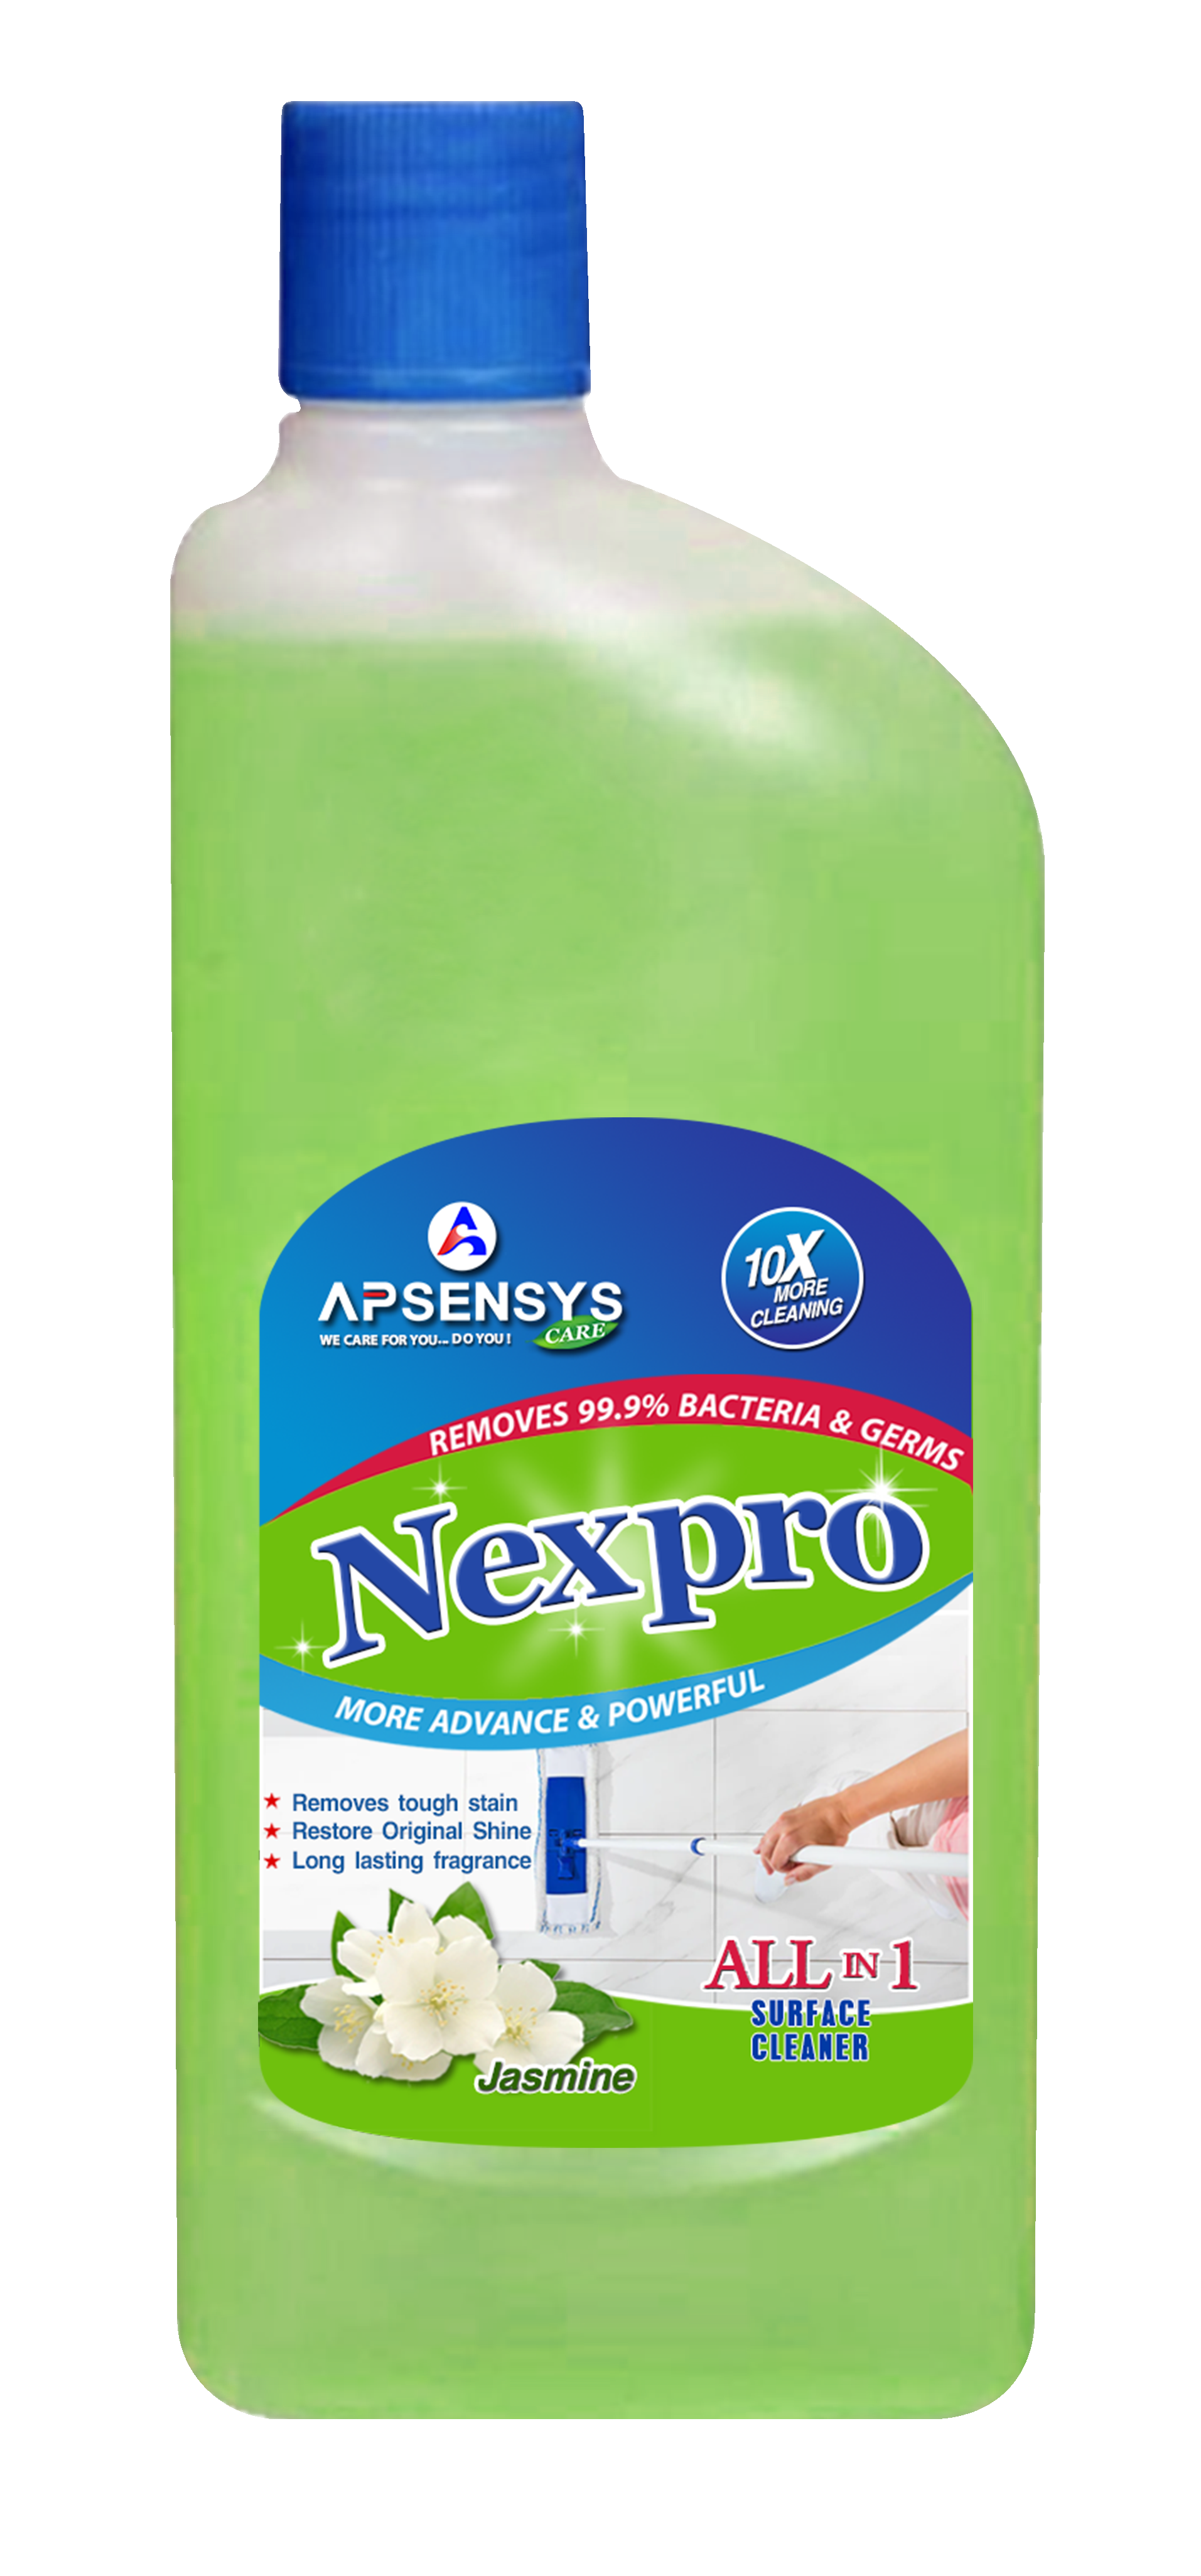 APSENSYS
WE CARE FOR YOU... DO YOU !
CARE
10X
MORE
CLEANING
REMOVES 99.9% BACTERIA & GERMS
Nexpro
MORE ADVANCE & POWERFUL
Removes tough stain
Restore Original Shine
Long lasting fragrance
ALL IN 1
SURFACE
CLEANER
Jasmine